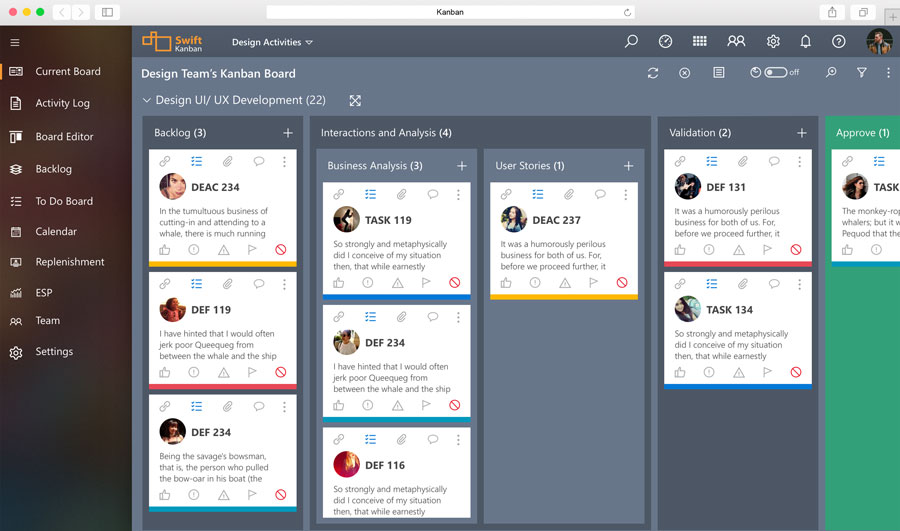 Kanban
Swift
Kanban
Design Activities
Current Board
Activity Log
Board Editor
Backlog
To Do Board
Calendar
Replenishment
ESP
Team
Settings
Design Team's Kanban Board
off
Design UI/ UX Development (22)
Backlog (3)
DEAC 234
In the tumultuous business of
cutting-in and attending to a
whale, there is much running
DEF 119
I have hinted that I would often
jerk poor Queequeg from
between the whale and the ship
DEF 234
Being the savage's bowsman,
that is, the person who pulled
the bow-oar in his boat (the
Interactions and Analysis (4)
Business Analysis (3)
TASK 119
So strongly and metaphysically
did I conceive of my situation
then, that while earnestly
DEF 234
I have hinted that I would often
jerk poor Queequeg from
between the whale and the ship
DEF 116
So strongly and metaphysically
did I conceive of my situation
then, that while earnestly
User Stories (1)
DEAC 237
It was a humorously perilous
business for both of us. For,
before we proceed further, it
Validation (2)
DEF 131
It was a humorously perilous
business for both of us. For,
before we proceed further, it
TASK 134
So strongly and metaphysically
did I conceive of my situation
then, that while earnestly
Approve (1)
TASK
The monkey-rop
whalers; but it w
Pequod that the